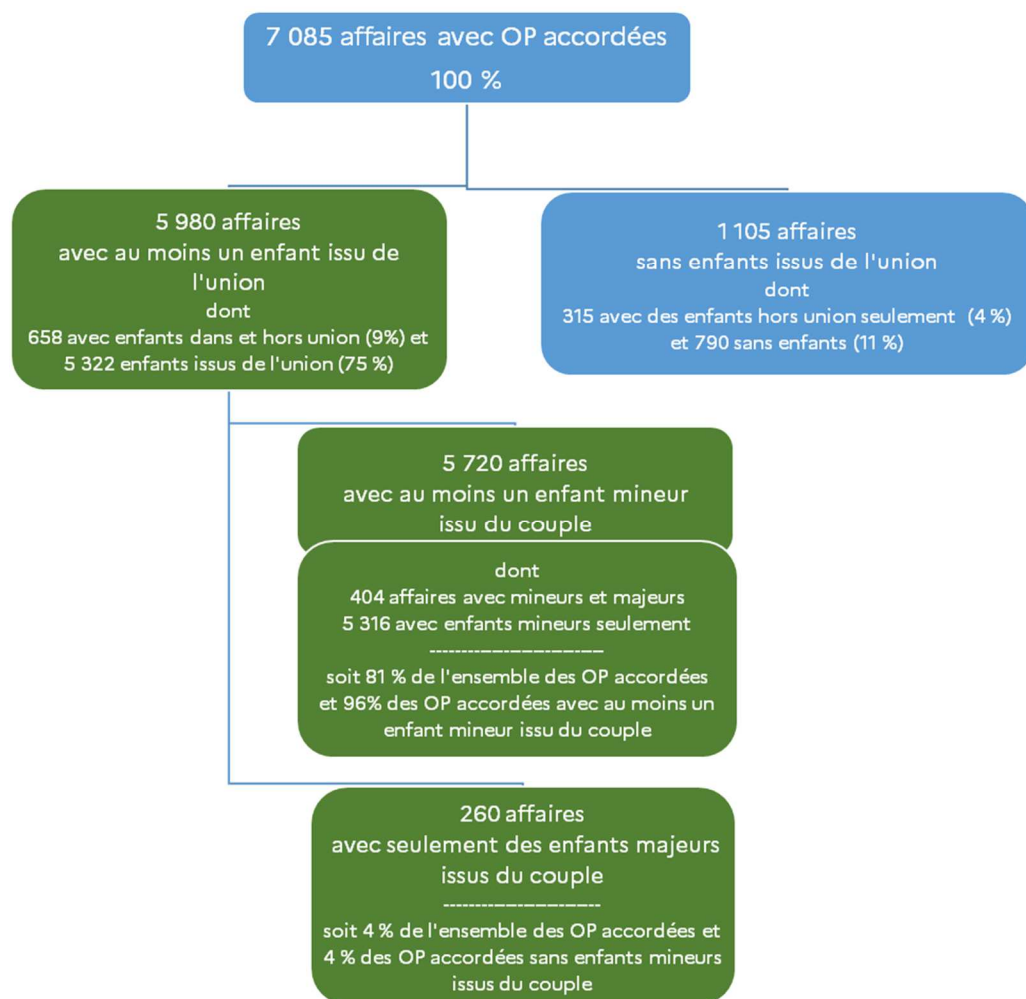 7 085 affaires avec OP accordées
100 %
5 980 affaires
avec au moins un enfant issu de
l'union
dont
658 avec enfants dans et hors union (9%) et
5 322 enfants issus de l'union (75 %)
1 105 affaires
sans enfants issus de l'union
dont
315 avec des enfants hors union seulement (4 %)
et 790 sans enfants (11 %)
5 720 affaires
avec au moins un enfant mineur
issu du couple
dont
404 affaires avec mineurs et majeurs
5 316 avec enfants mineurs seulement
----------------------------
soit 81 % de l'ensemble des OP accordées
et 96% des OP accordées avec au moins un
enfant mineur issu du couple
260 affaires
avec seulement des enfants majeurs
issus du couple
-------------------------
soit 4 % de l'ensemble des OP accordées et
4 % des OP accordées sans enfants mineurs
issus du couple